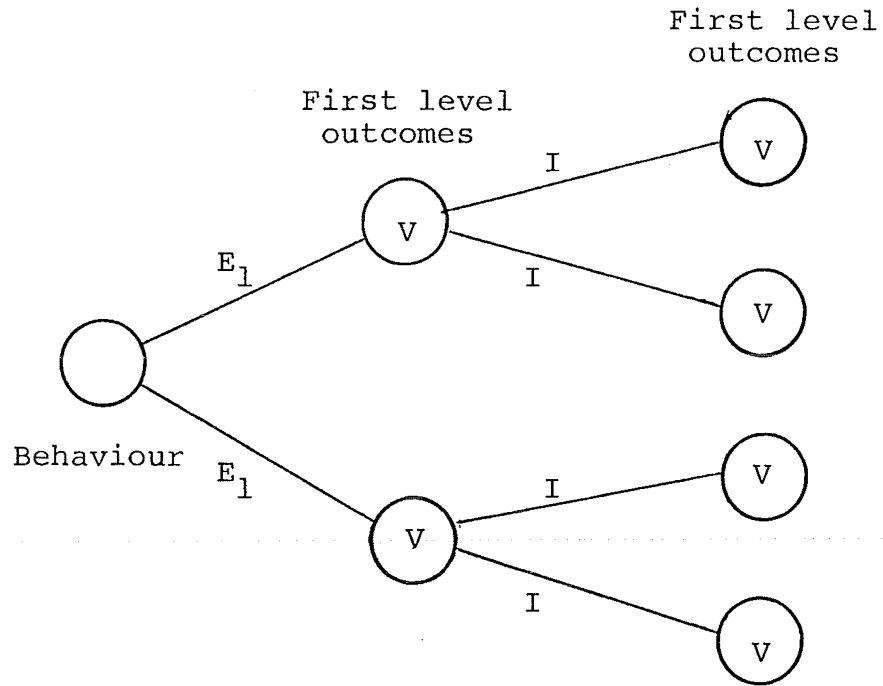 First level
outcomes
First level
outcomes
I
V
V
I
E1
V
Behaviour
E1
I
V
V
I
V